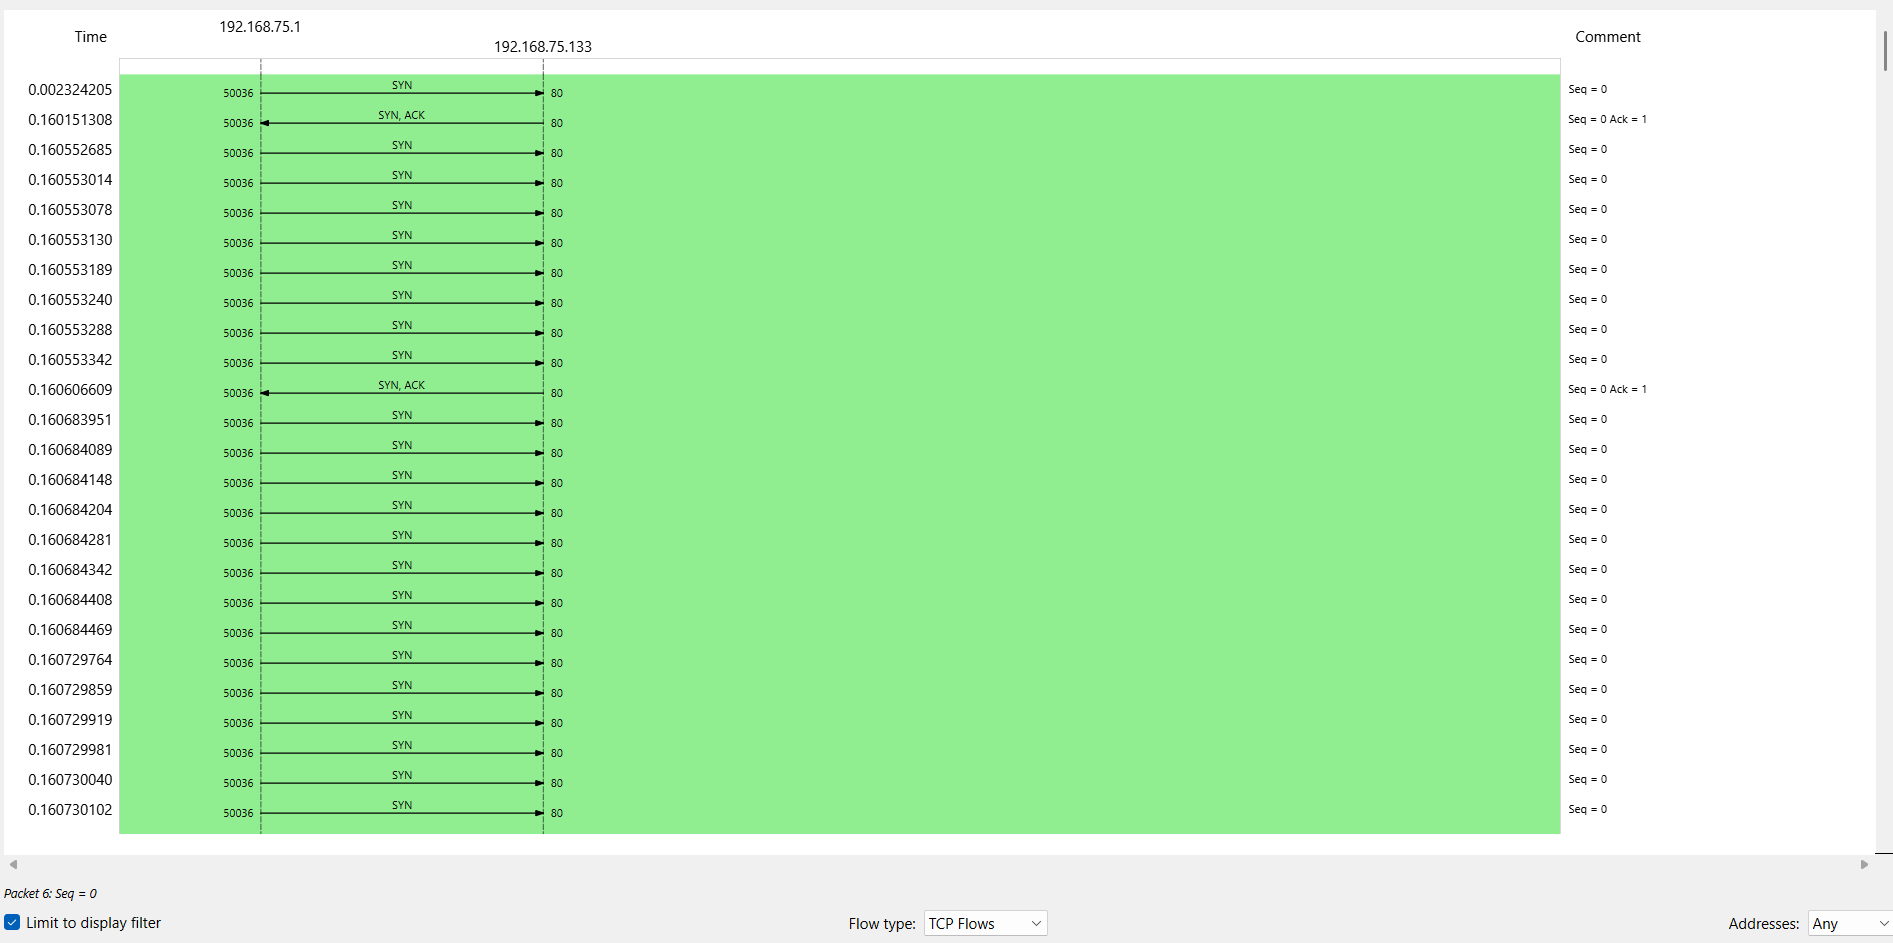 Time 192.168.75.1 192.168.75.133 Comment
0.002324205 50036 SYN 80 Seq = 0
0.160151308 50036 SYN, ACK 80 Seq = 0 Ack = 1
0.160552685 50036 SYN 80 Seq = 0
0.160553014 50036 SYN 80 Seq = 0
0.160553078 50036 SYN 80 Seq = 0
0.160553130 50036 SYN 80 Seq = 0
0.160553189 50036 SYN 80 Seq = 0
0.160553240 50036 SYN 80 Seq = 0
0.160553288 50036 SYN 80 Seq = 0
0.160553342 50036 SYN 80 Seq = 0
0.160606609 50036 SYN, ACK 80 Seq = 0 Ack = 1
0.160683951 50036 SYN 80 Seq = 0
0.160684089 50036 SYN 80 Seq = 0
0.160684148 50036 SYN 80 Seq = 0
0.160684204 50036 SYN 80 Seq = 0
0.160684281 50036 SYN 80 Seq = 0
0.160684342 50036 SYN 80 Seq = 0
0.160684408 50036 SYN 80 Seq = 0
0.160684469 50036 SYN 80 Seq = 0
0.160729764 50036 SYN 80 Seq = 0
0.160729859 50036 SYN 80 Seq = 0
0.160729919 50036 SYN 80 Seq = 0
0.160729981 50036 SYN 80 Seq = 0
0.160730040 50036 SYN 80 Seq = 0
0.160730102 50036 SYN 80 Seq = 0
Packet 6: Seq = 0
Limit to display filter Flow type: TCP Flows Addresses: Any